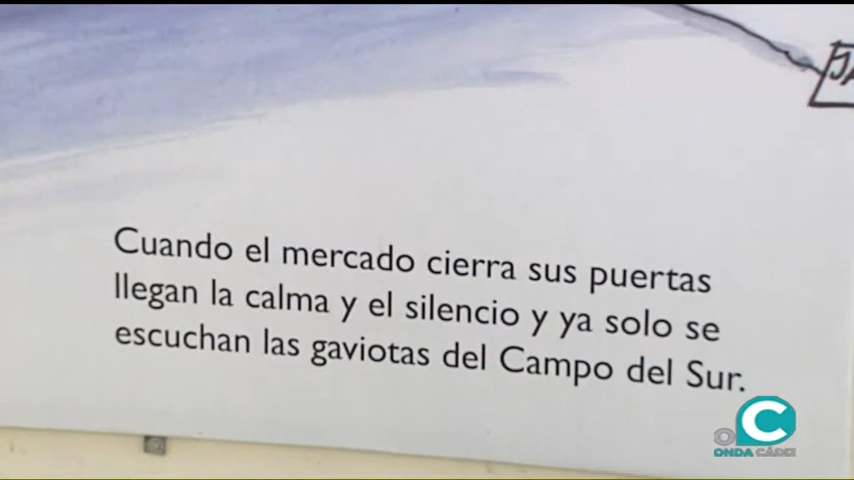 Cuando el mercado cierra sus puertas
llegan la calma y el silencio y ya solo se
escuchan las gaviotas del Campo del Sur.
C
ONDA CÁDIZ